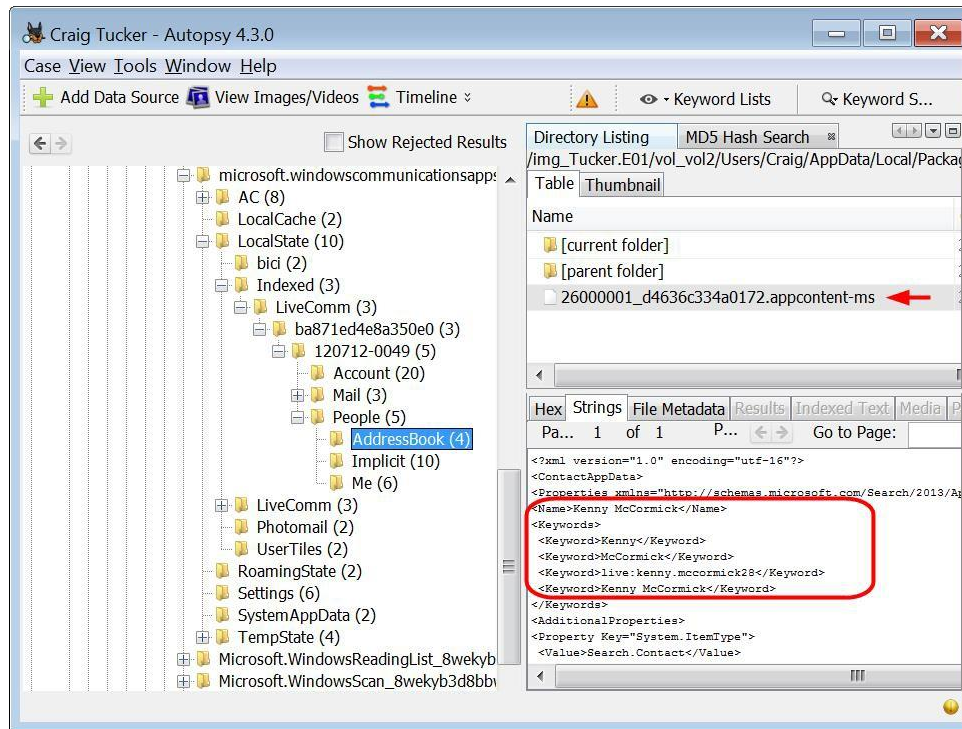 Craig Tucker - Autopsy 4.3.0
Case View Tools Window Help
Add Data Source View Images/Videos Timeline Keyword Lists Keyword S...
Show Rejected Results
microsoft.windowscommunicationsapps
AC (8)
LocalCache (2)
LocalState (10)
bici (2)
Indexed (3)
LiveComm (3)
ba871ed4e8a350e0 (3)
120712-0049 (5)
Account (20)
Mail (3)
People (5)
AddressBook (4)
Implicit (10)
Me (6)
LiveComm (3)
Photomail (2)
UserTiles (2)
RoamingState (2)
Settings (6)
SystemAppData (2)
TempState (4)
Microsoft.WindowsReadingList_8wekyb
Microsoft.WindowsScan_8wekyb3d8bbw
Directory Listing MD5 Hash Search
/img_Tucker.E01/vol_vol2/Users/Craig/AppData/Local/Packag
Table Thumbnail
Name
[current folder]
[parent folder]
26000001_d4636c334a0172.appcontent-ms
Hex Strings File Metadata Results Indexed Text Media P
Pa... 1 of 1 P... Go to Page:
<?xml version="1.0" encoding="utf-16"?>
<ContactAppData>
<Properties xmlns="http://schemas.microsoft.com/Search/2013/Ap
<Name>Kenny McCormick</Name>
<Keywords>
<Keyword>Kenny</Keyword>
<Keyword>McCormick</Keyword>
<Keyword>live:kenny.mccormick28</Keyword>
<Keyword>Kenny McCormick</Keyword>
</Keywords>
<AdditionalProperties>
<Property Key="System.ItemType">
<Value>Search.Contact</Value>